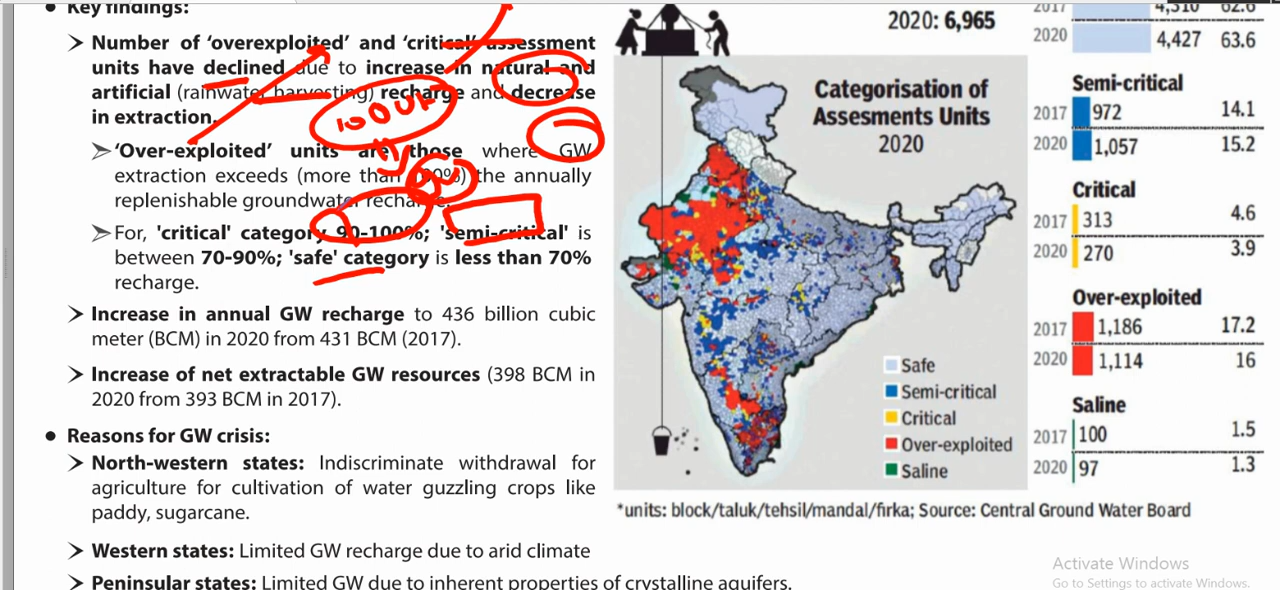 Key findings:
Number of 'overexploited' and 'critical' assessment
units have declined due to increase in natural and
artificial (rainwater harvesting) recharge and decrease
in extraction.
'Over-exploited' units are those where GW
extraction exceeds (more than 100%) the annually
replenishable groundwater recharge.
For, 'critical' category 90-100%; 'semi-critical' is
between 70-90%; 'safe' category is less than 70%
recharge.
Increase in annual GW recharge to 436 billion cubic
meter (BCM) in 2020 from 431 BCM (2017).
Increase of net extractable GW resources (398 BCM in
2020 from 393 BCM in 2017).
Reasons for GW crisis:
North-western states: Indiscriminate withdrawal for
agriculture for cultivation of water guzzling crops like
paddy, sugarcane.
Western states: Limited GW recharge due to arid climate
Peninsular states: Limited GW due to inherent properties of crystalline aquifers.
2020: 6,965
Categorisation of
Assesments Units
2020
Safe
Semi-critical
Critical
Over-exploited
Saline
2017 4,310 62.6
2020 4,427 63.6
Semi-critical
2017 972 14.1
2020 1,057 15.2
Critical
2017 313 4.6
2020 270 3.9
Over-exploited
2017 1,186 17.2
2020 1,114 16
Saline
2017 100 1.5
2020 97 1.3
*units: block/taluk/tehsil/mandal/firka; Source: Central Ground Water Board
Activate Windows
Go to Settings to activate Windows.